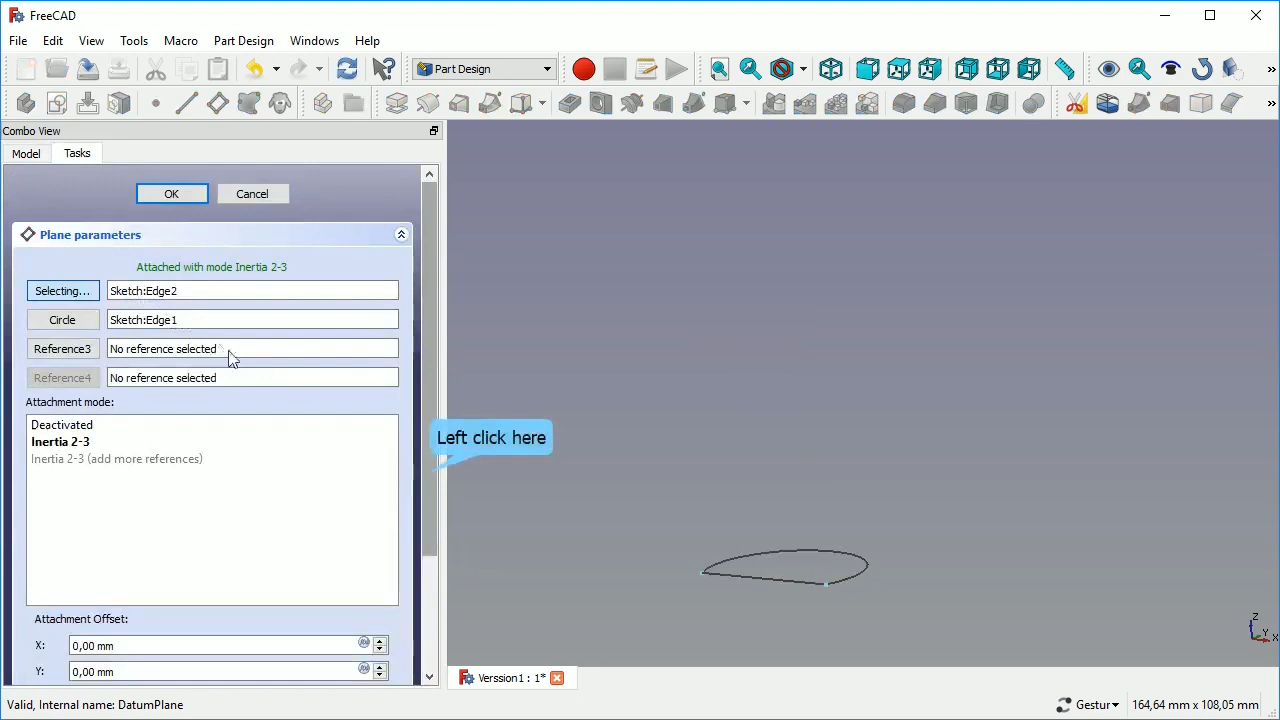 FreeCAD
File Edit View Tools Macro Part Design Windows Help
Part Design
»
Combo View
»
Model Tasks
OK Cancel
Plane parameters
Attached with mode Inertia 2-3
Selecting... Sketch:Edge2
Circle Sketch:Edge1
Reference3 No reference selected
Reference4 No reference selected
Attachment mode:
Deactivated
Inertia 2-3
Inertia 2-3 (add more references)
Left click here
Attachment Offset:
X: 0,00 mm
Y: 0,00 mm
Z
Y
X
Verssion1 : 1*
Valid, Internal name: DatumPlane
Gestur 164,64 mm x 108,05 mm